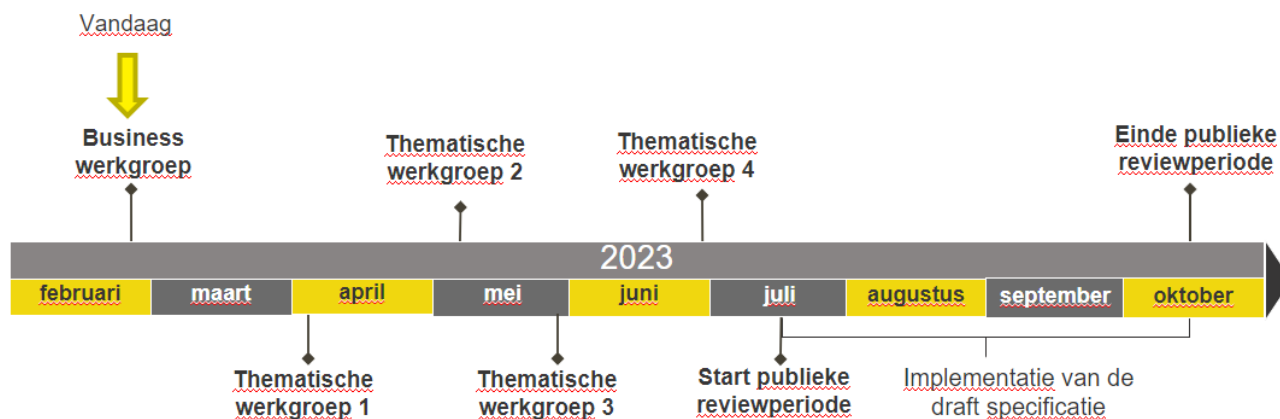 Vandaag
Business
werkgroep
Thematische
werkgroep 2
Thematische
werkgroep 4
Einde publieke
reviewperiode
2023
februari
maart
april
mei
juni
juli
augustus
september
oktober
Thematische
werkgroep 1
Thematische
werkgroep 3
Start publieke
reviewperiode
Implementatie van de
draft specificatie